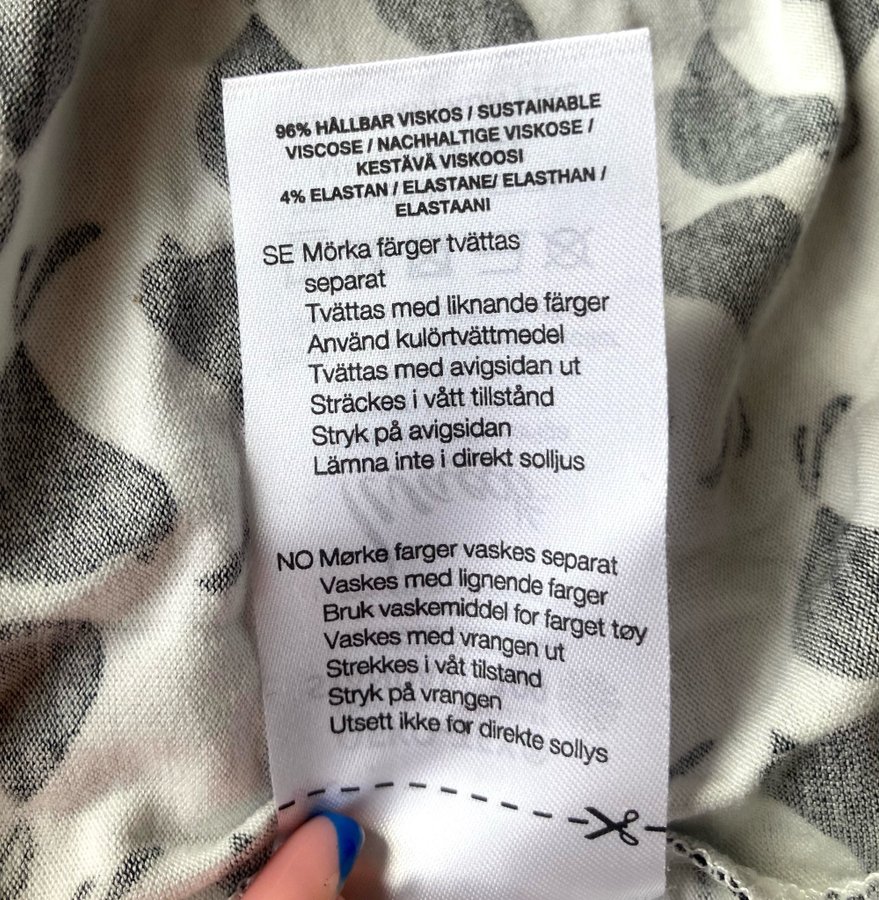 96% HÅLLBAR VISKOS / SUSTAINABLE
VISCOSE / NACHHALTIGE VISKOSE /
KESTÄVÄ VISKOOSI
4% ELASTAN / ELASTANE/ ELASTHAN /
ELASTAANI
SE Mörka färger tvättas
separat
Tvättas med liknande färger
Använd kulörtvättmedel
Tvättas med avigsidan ut
Sträckes i vått tillstånd
Stryk på avigsidan
Lämna inte i direkt solljus
NO Mørke farger vaskes separat
Vaskes med lignende farger
Bruk vaskemiddel for farget tøy
Vaskes med vrangen ut
Strekkes i våt tilstand
Stryk på vrangen
Utsett ikke for direkte sollys